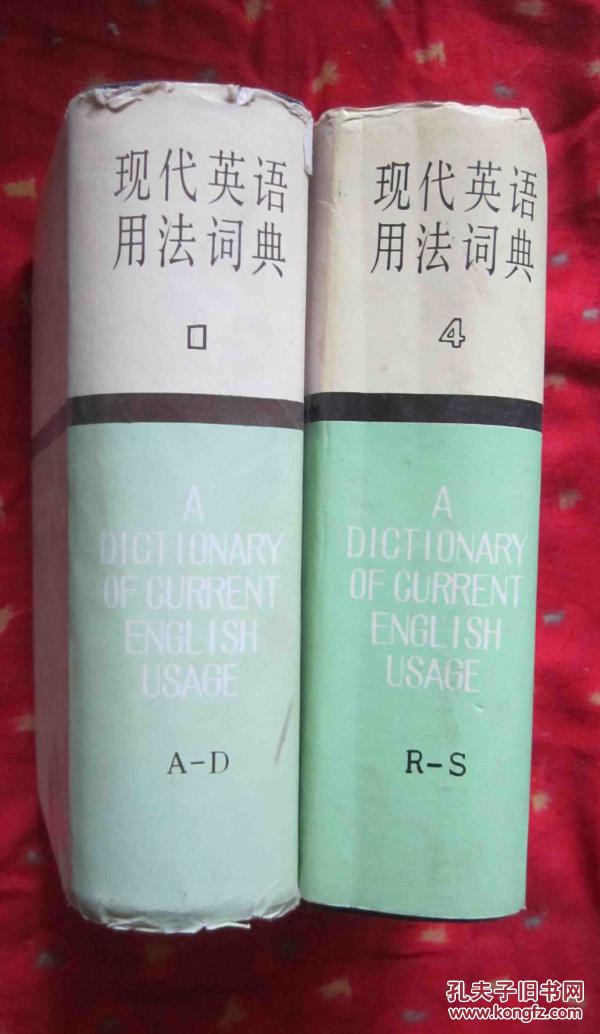 现代英语
用法词典
1
A
DICTIONARY
OF CURRENT
ENGLISH
USAGE
A-D
现代英语
用法词典
4
A
DICTIONARY
OF CURRENT
ENGLISH
USAGE
R-S
孔夫子旧书网
www.kongfz.com